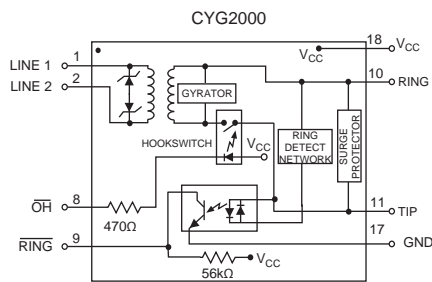 CYG2000
18
VCC
VCC
1
LINE 1
10
RING
2
LINE 2
GYRATOR
HOOKSWITCH
VCC
RING
DETECT
NETWORK
SURGE
PROTECTOR
8
OH
470Ω
11
TIP
17
GND
9
RING
VCC
56kΩ